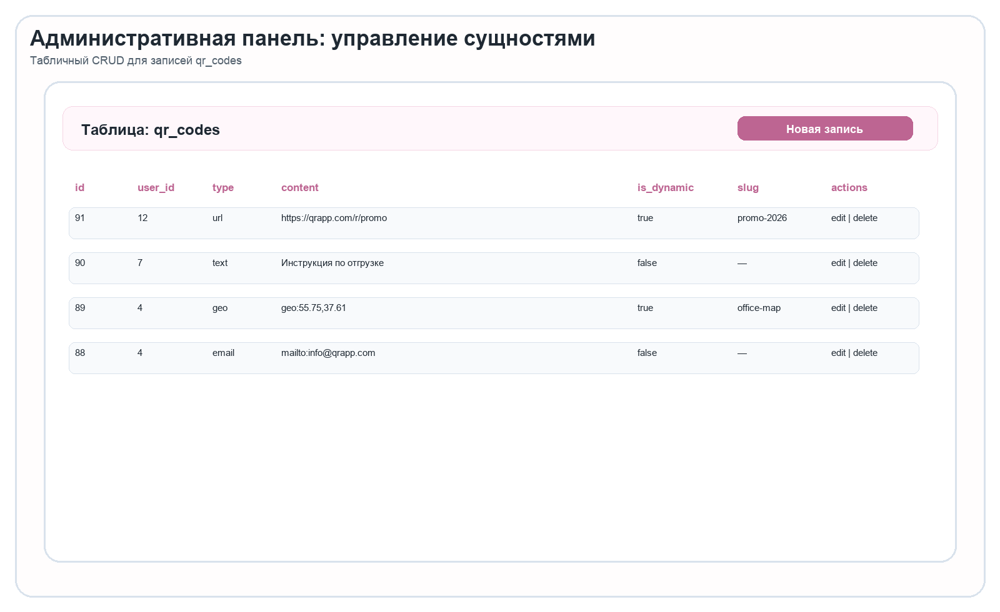 Административная панель: управление сущностями
Табличный CRUD для записей qr_codes
Таблица: qr_codes Новая запись
id user_id type content is_dynamic slug actions
91 12 url https://qrapp.com/r/promo true promo-2026 edit | delete
90 7 text Инструкция по отгрузке false — edit | delete
89 4 geo geo:55.75,37.61 true office-map edit | delete
88 4 email mailto:info@qrapp.com false — edit | delete